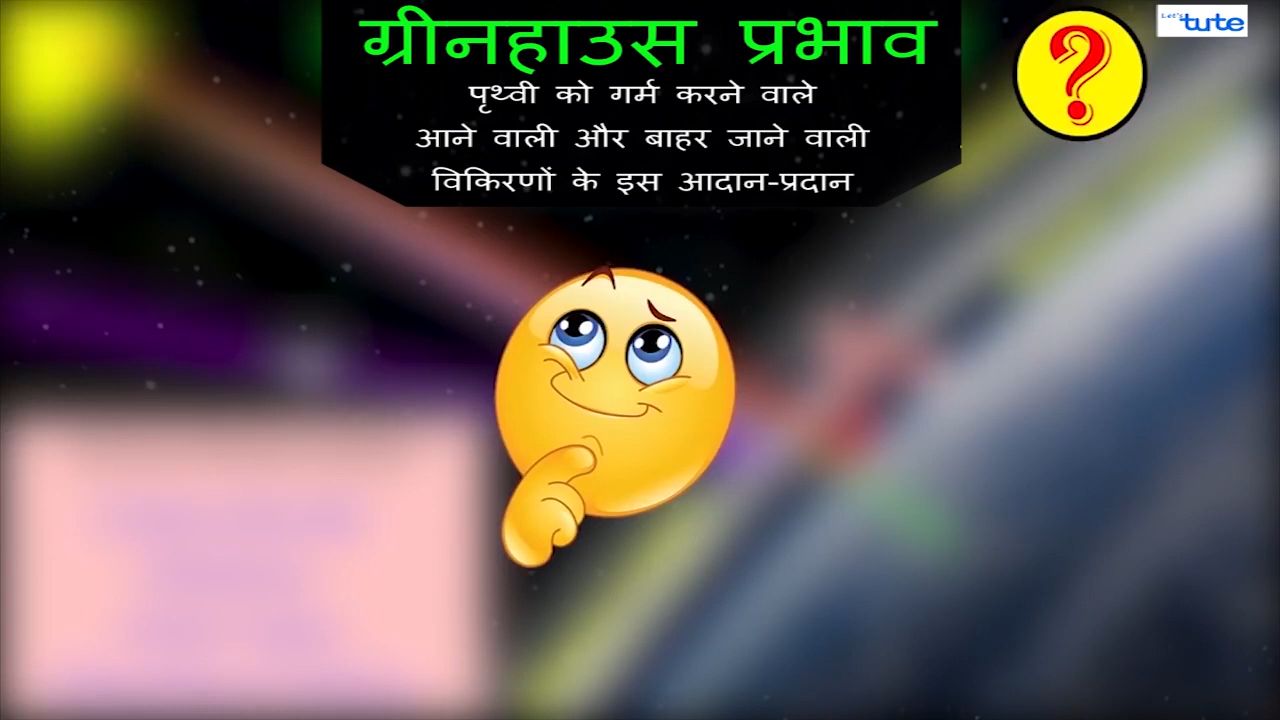 ग्रीनहाउस प्रभाव
पृथ्वी को गर्म करने वाले
आने वाली और बाहर जाने वाली
विकिरणों के इस आदान-प्रदान
?
Let's tute